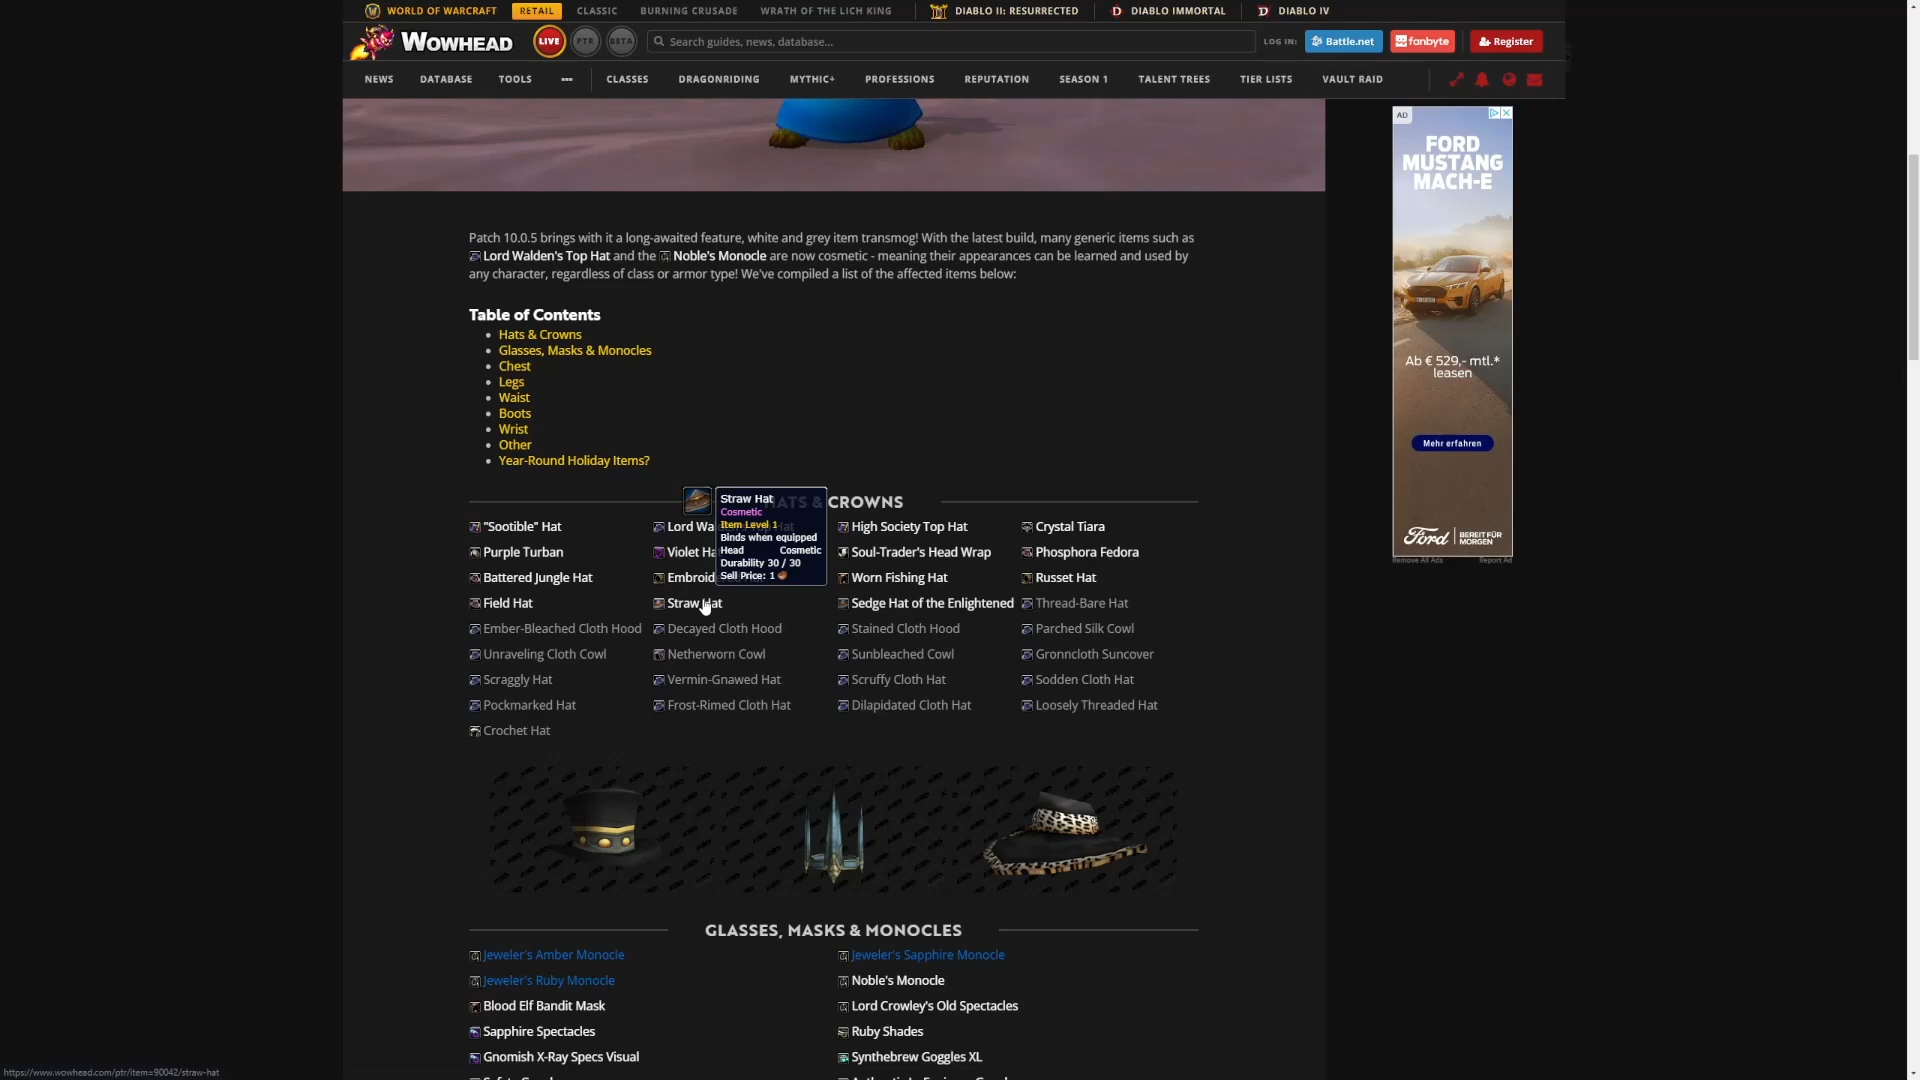 WORLD OF WARCRAFT RETAIL CLASSIC BURNING CRUSADE WRATH OF THE LICH KING DIABLO II: RESURRECTED DIABLO IMMORTAL DIABLO IV
WOWHEAD LIVE PTR BETA Search guides, news, database... LOG IN: Battle.net fanbyte Register
NEWS DATABASE TOOLS ••• CLASSES DRAGONRIDING MYTHIC+ PROFESSIONS REPUTATION SEASON 1 TALENT TREES TIER LISTS VAULT RAID
Patch 10.0.5 brings with it a long-awaited feature, white and grey item transmog! With the latest build, many generic items such as
Lord Walden's Top Hat and the Noble's Monocle are now cosmetic - meaning their appearances can be learned and used by
any character, regardless of class or armor type! We've compiled a list of the affected items below:
Table of Contents
• Hats & Crowns
• Glasses, Masks & Monocles
• Chest
• Legs
• Waist
• Boots
• Wrist
• Other
• Year-Round Holiday Items?
HATS & CROWNS
Straw Hat
Cosmetic
Item Level 1
Binds when equipped
Head Cosmetic
Durability 30 / 30
Sell Price: 1
"Sootible" Hat Lord Wa Hat High Society Top Hat Crystal Tiara
Purple Turban Violet Ha Soul-Trader's Head Wrap Phosphora Fedora
Battered Jungle Hat Embroid Worn Fishing Hat Russet Hat
Field Hat Straw Hat Sedge Hat of the Enlightened Thread-Bare Hat
Ember-Bleached Cloth Hood Decayed Cloth Hood Stained Cloth Hood Parched Silk Cowl
Unraveling Cloth Cowl Netherworn Cowl Sunbleached Cowl Gronncloth Suncover
Scraggly Hat Vermin-Gnawed Hat Scruffy Cloth Hat Sodden Cloth Hat
Pockmarked Hat Frost-Rimed Cloth Hat Dilapidated Cloth Hat Loosely Threaded Hat
Crochet Hat
GLASSES, MASKS & MONOCLES
Jeweler's Amber Monocle Jeweler's Sapphire Monocle
Jeweler's Ruby Monocle Noble's Monocle
Blood Elf Bandit Mask Lord Crowley's Old Spectacles
Sapphire Spectacles Ruby Shades
Gnomish X-Ray Specs Visual Synthebrew Goggles XL
AD
FORD
MUSTANG
MACH-E
Ab € 529,- mtl.*
leasen
Mehr erfahren
Ford BEREIT FÜR
MORGEN
Remove All Ads Report Ad
https://www.wowhead.com/ptr/item=90042/straw-hat